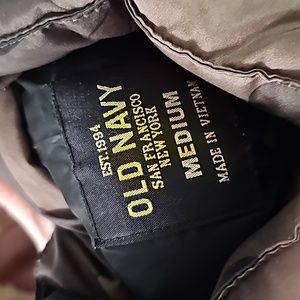 EST. 1994
OLD NAVY
SAN FRANCISCO
NEW YORK
MEDIUM
MADE IN VIETNAM